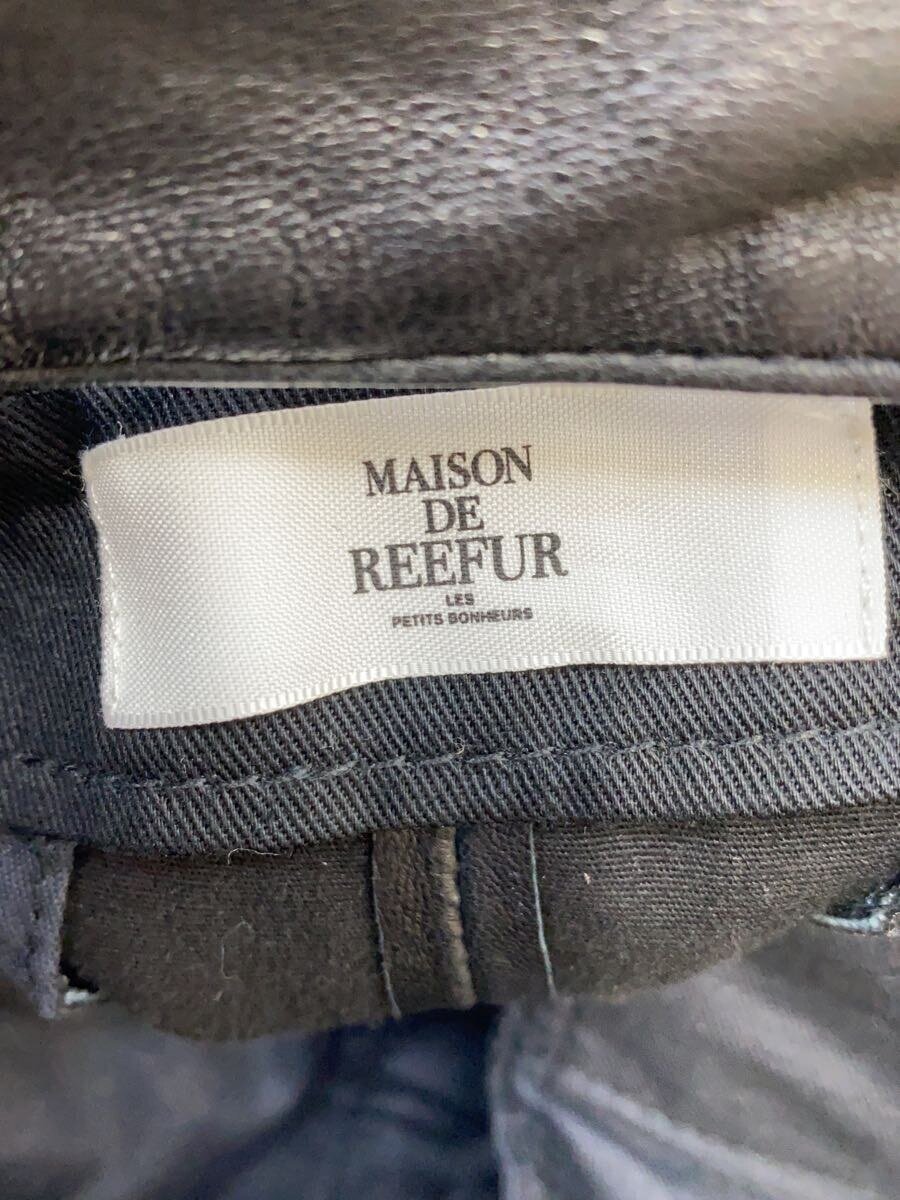 MAISON
DE
REEFUR
LES
PETITS BONHEURS